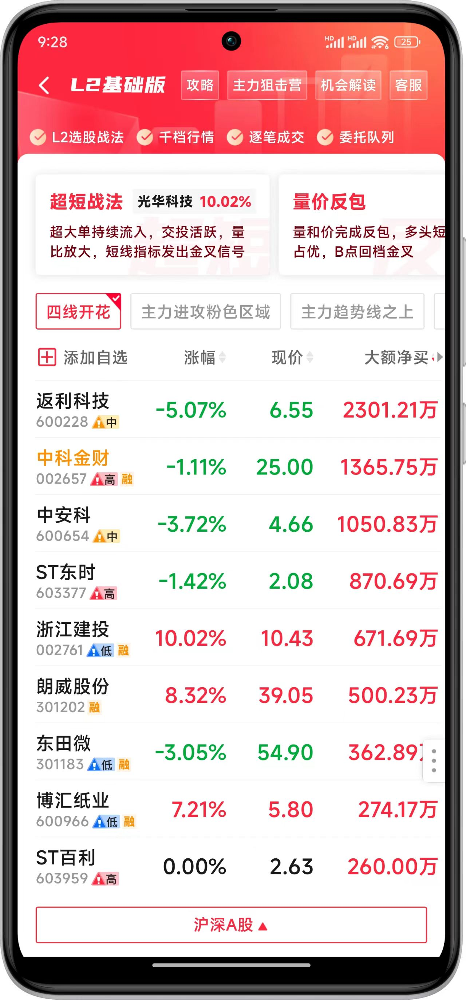 9:28
HD HD 6 25
L2基础版 攻略 主力狙击营 机会解读 客服
L2选股战法 千档行情 逐笔成交 委托队列
超短战法 光华科技 10.02%
超大单持续流入，交投活跃，量
比放大，短线指标发出金叉信号
量价反包
量和价完成反包，多头短
占优，B点回档金叉
四线开花 主力进攻粉色区域 主力趋势线之上
添加自选 涨幅 现价 大额净买
返利科技 -5.07% 6.55 2301.21万
600228 中
中科金财 -1.11% 25.00 1365.75万
002657 高 融
中安科 -3.72% 4.66 1050.83万
600654 中
ST东时 -1.42% 2.08 870.69万
603377 高
浙江建投 10.02% 10.43 671.69万
002761 低 融
朗威股份 8.32% 39.05 500.23万
301202 融
东田微 -3.05% 54.90 362.89
301183 低 融
博汇纸业 7.21% 5.80 274.17万
600966 低 融
ST百利 0.00% 2.63 260.00万
603959 高
沪深A股